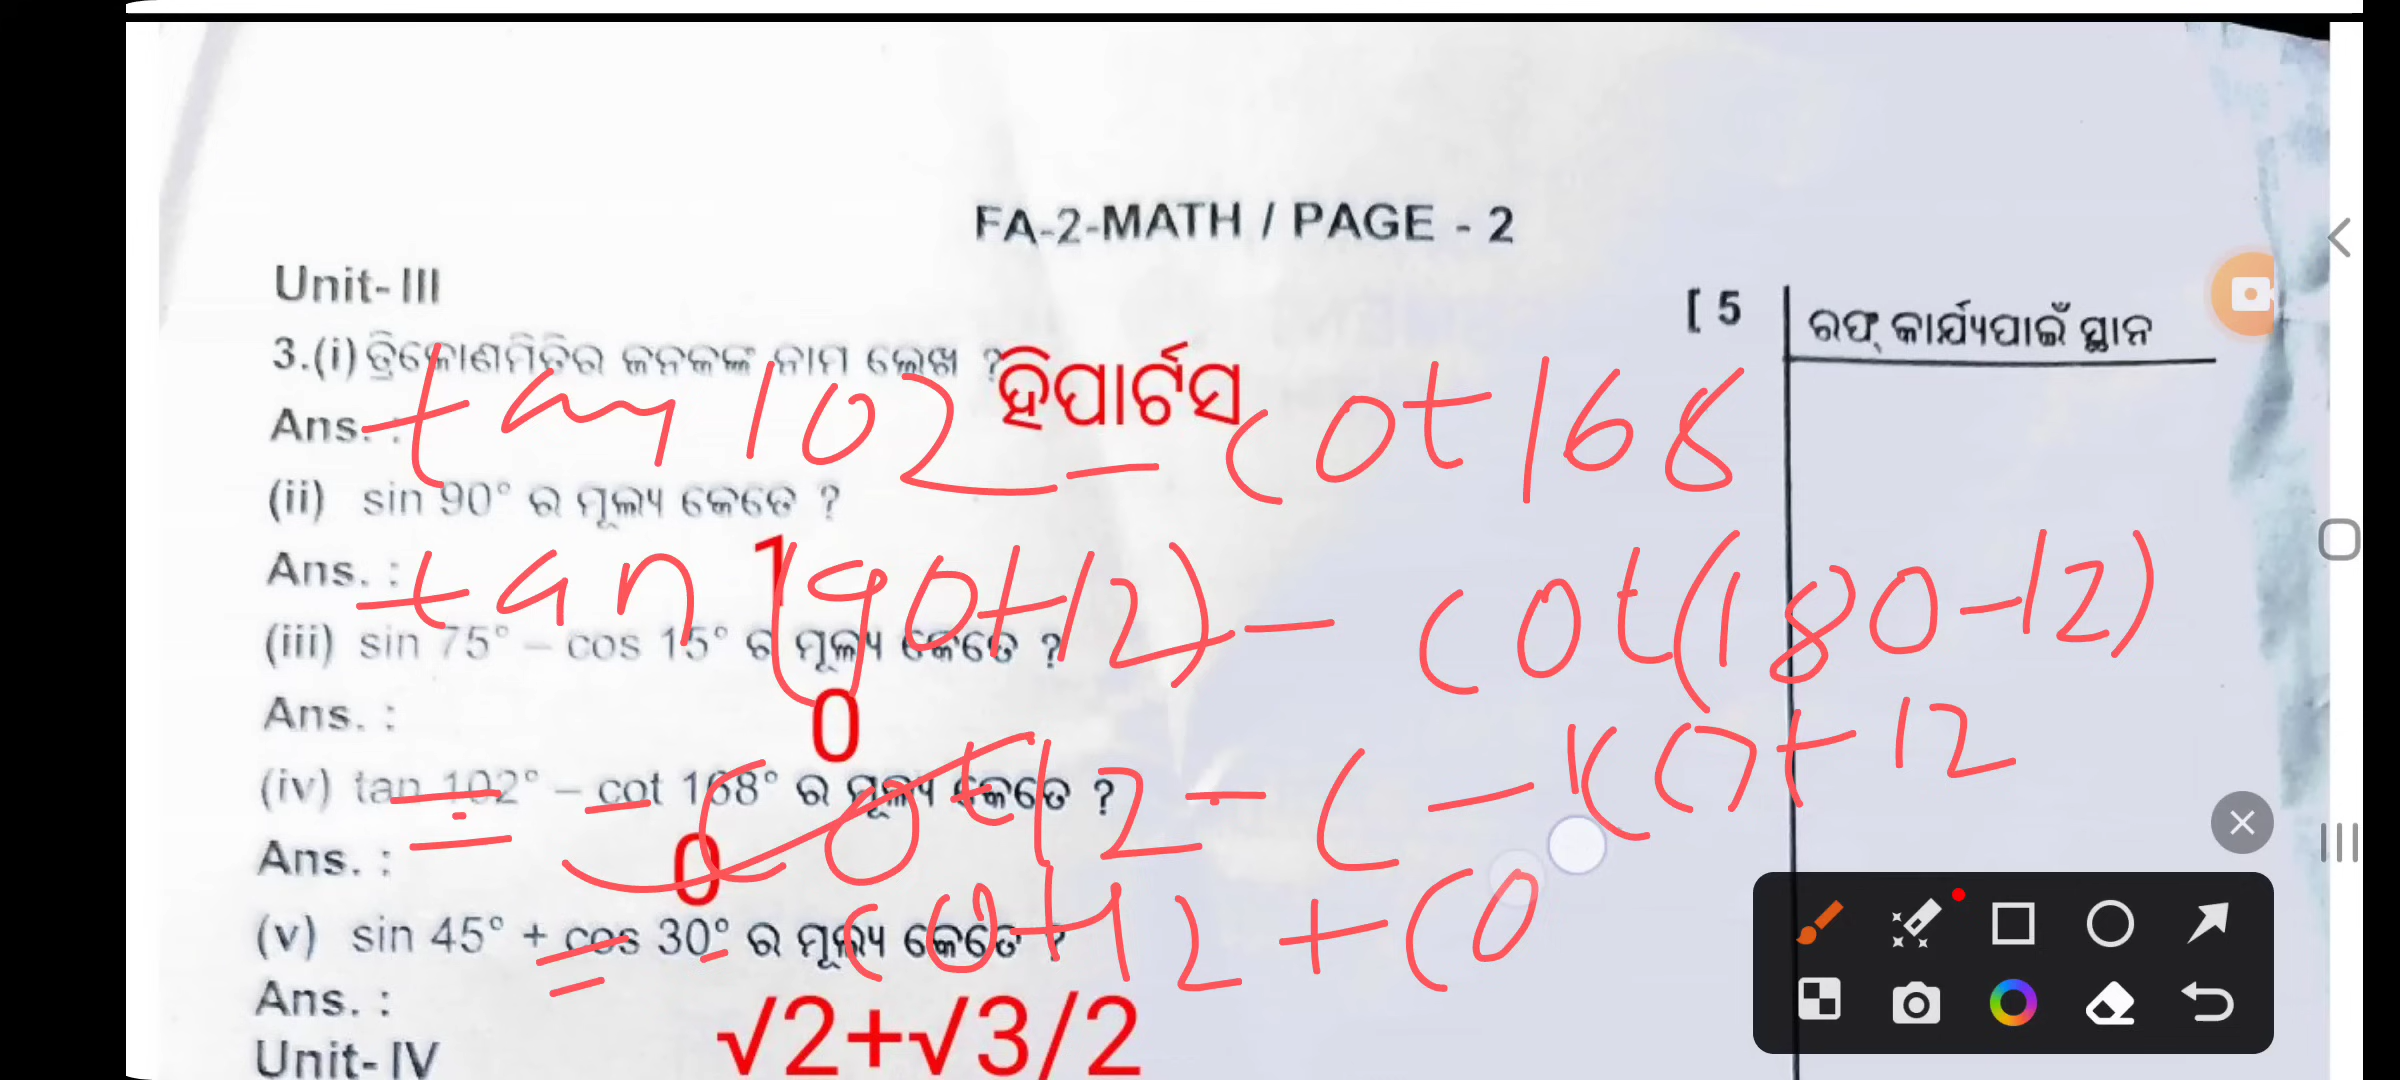 FA-2-MATH / PAGE - 2
Unit- III
[ 5
ରଫ୍ କାର୍ଯ୍ୟପାଇଁ ସ୍ଥାନ
3.(i) ତ୍ରିକୋଣମିତିର ଜନକଙ୍କ ନାମ ଲେଖ ?
ହିପାର୍ଟସ
Ans. :
tan 102 - cot 168
(ii) sin 90° ର ମୂଲ୍ୟ କେତେ ?
1
Ans. :
tan (90+12) - cot (180-12)
(iii) sin 75° – cos 15° ର ମୂଲ୍ୟ କେତେ ?
Ans. :
0
(iv) tan 102° – cot 168° ର ମୂଲ୍ୟ କେତେ ?
= - cot 12 - ( - cot 12
Ans. :
0
(v) sin 45° + cos 30° ର ମୂଲ୍ୟ କେତେ ?
= - cot 12 + co
Ans. :
√2+√3/2
Unit- IV